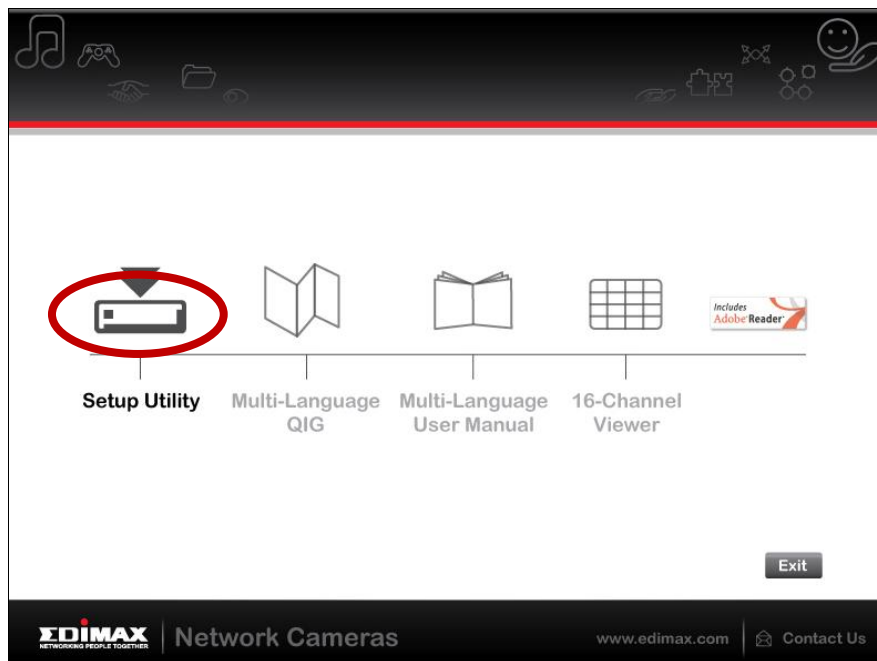 Includes
Adobe Reader
Setup Utility
Multi-Language
QIG
Multi-Language
User Manual
16-Channel
Viewer
Exit
EDIMAX
NETWORKING PEOPLE TOGETHER
Network Cameras
www.edimax.com
Contact Us